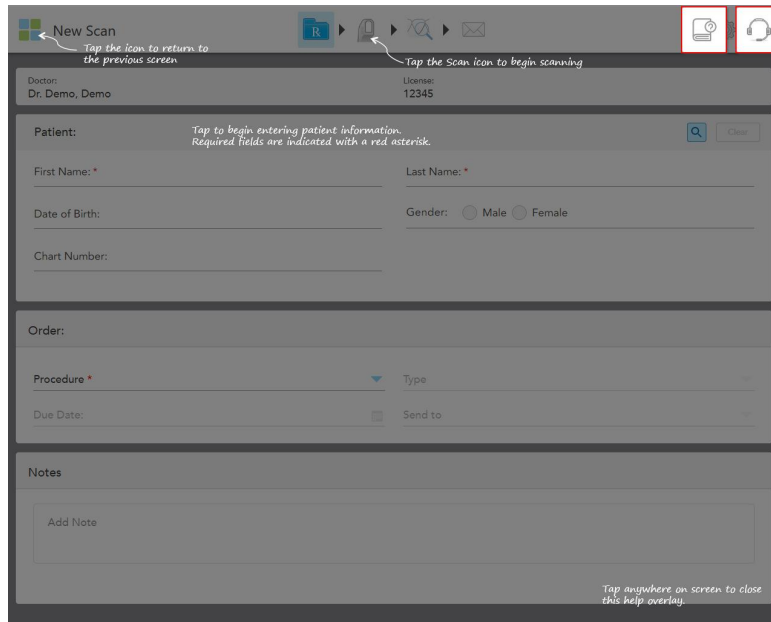 New Scan
Tap the icon to return to
the previous screen
R
Tap the Scan icon to begin scanning
?
Doctor:
Dr. Demo, Demo
License:
12345
Patient:
Tap to begin entering patient information.
Required fields are indicated with a red asterisk.
Clear
First Name: *
Last Name: *
Date of Birth:
Gender: Male Female
Chart Number:
Order:
Procedure *
Type
Due Date:
Send to
Notes
Add Note
Tap anywhere on screen to close
this help overlay.